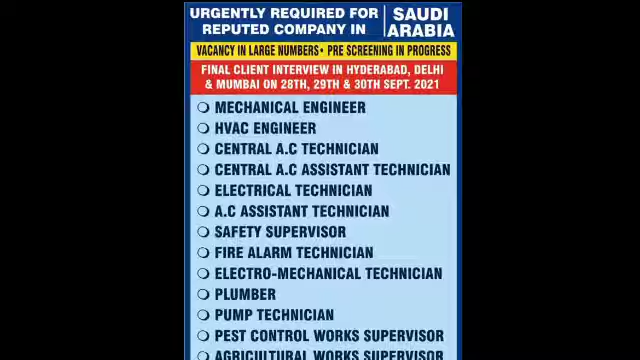 URGENTLY REQUIRED FOR
REPUTED COMPANY IN
SAUDI
ARABIA
VACANCY IN LARGE NUMBERS• PRE SCREENING IN PROGRESS
FINAL CLIENT INTERVIEW IN HYDERABAD, DELHI
& MUMBAI ON 28TH, 29TH & 30TH SEPT. 2021
MECHANICAL ENGINEER
HVAC ENGINEER
CENTRAL A.C TECHNICIAN
CENTRAL A.C ASSISTANT TECHNICIAN
ELECTRICAL TECHNICIAN
A.C ASSISTANT TECHNICIAN
SAFETY SUPERVISOR
FIRE ALARM TECHNICIAN
ELECTRO-MECHANICAL TECHNICIAN
PLUMBER
PUMP TECHNICIAN
PEST CONTROL WORKS SUPERVISOR
AGRICULTURAL WORKS SUPERVISOR